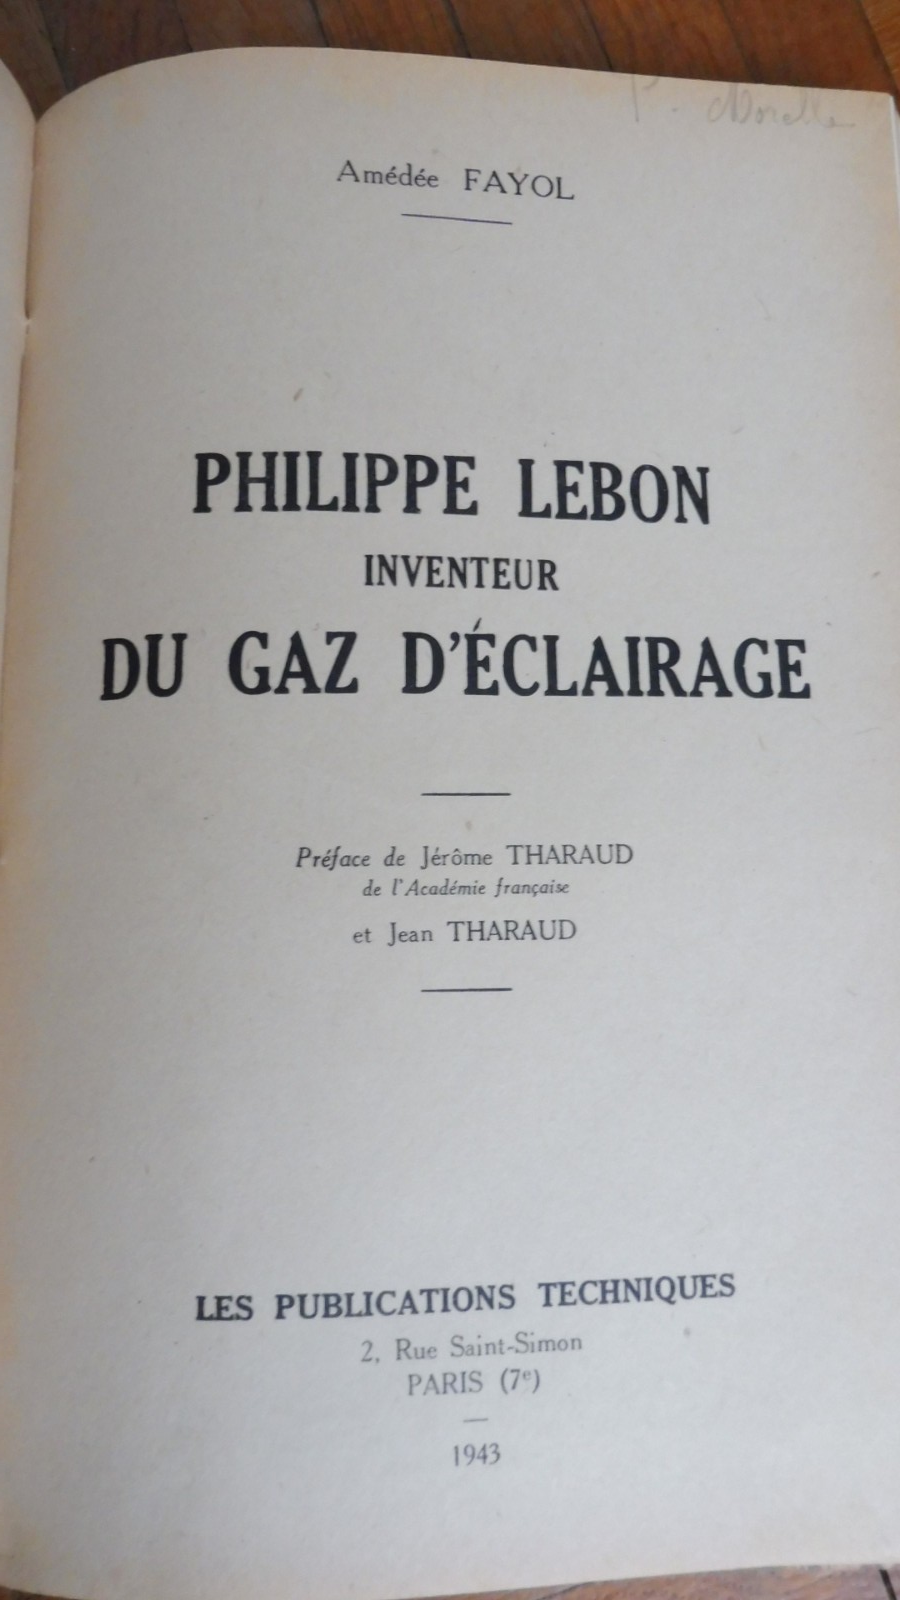 Amédée FAYOL
PHILIPPE LEBON
INVENTEUR
DU GAZ D'ÉCLAIRAGE
Préface de Jérôme THARAUD
de l'Académie française
et Jean THARAUD
LES PUBLICATIONS TECHNIQUES
2, Rue Saint-Simon
PARIS (7e)
1943